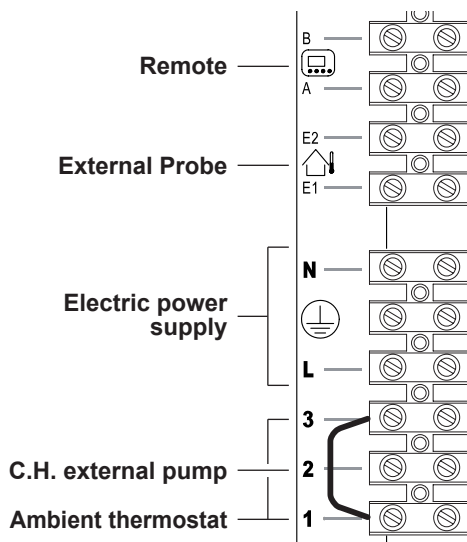 B
Remote
A
E2
External Probe
E1
N
Electric power
supply
L
3
C.H. external pump
2
Ambient thermostat
1